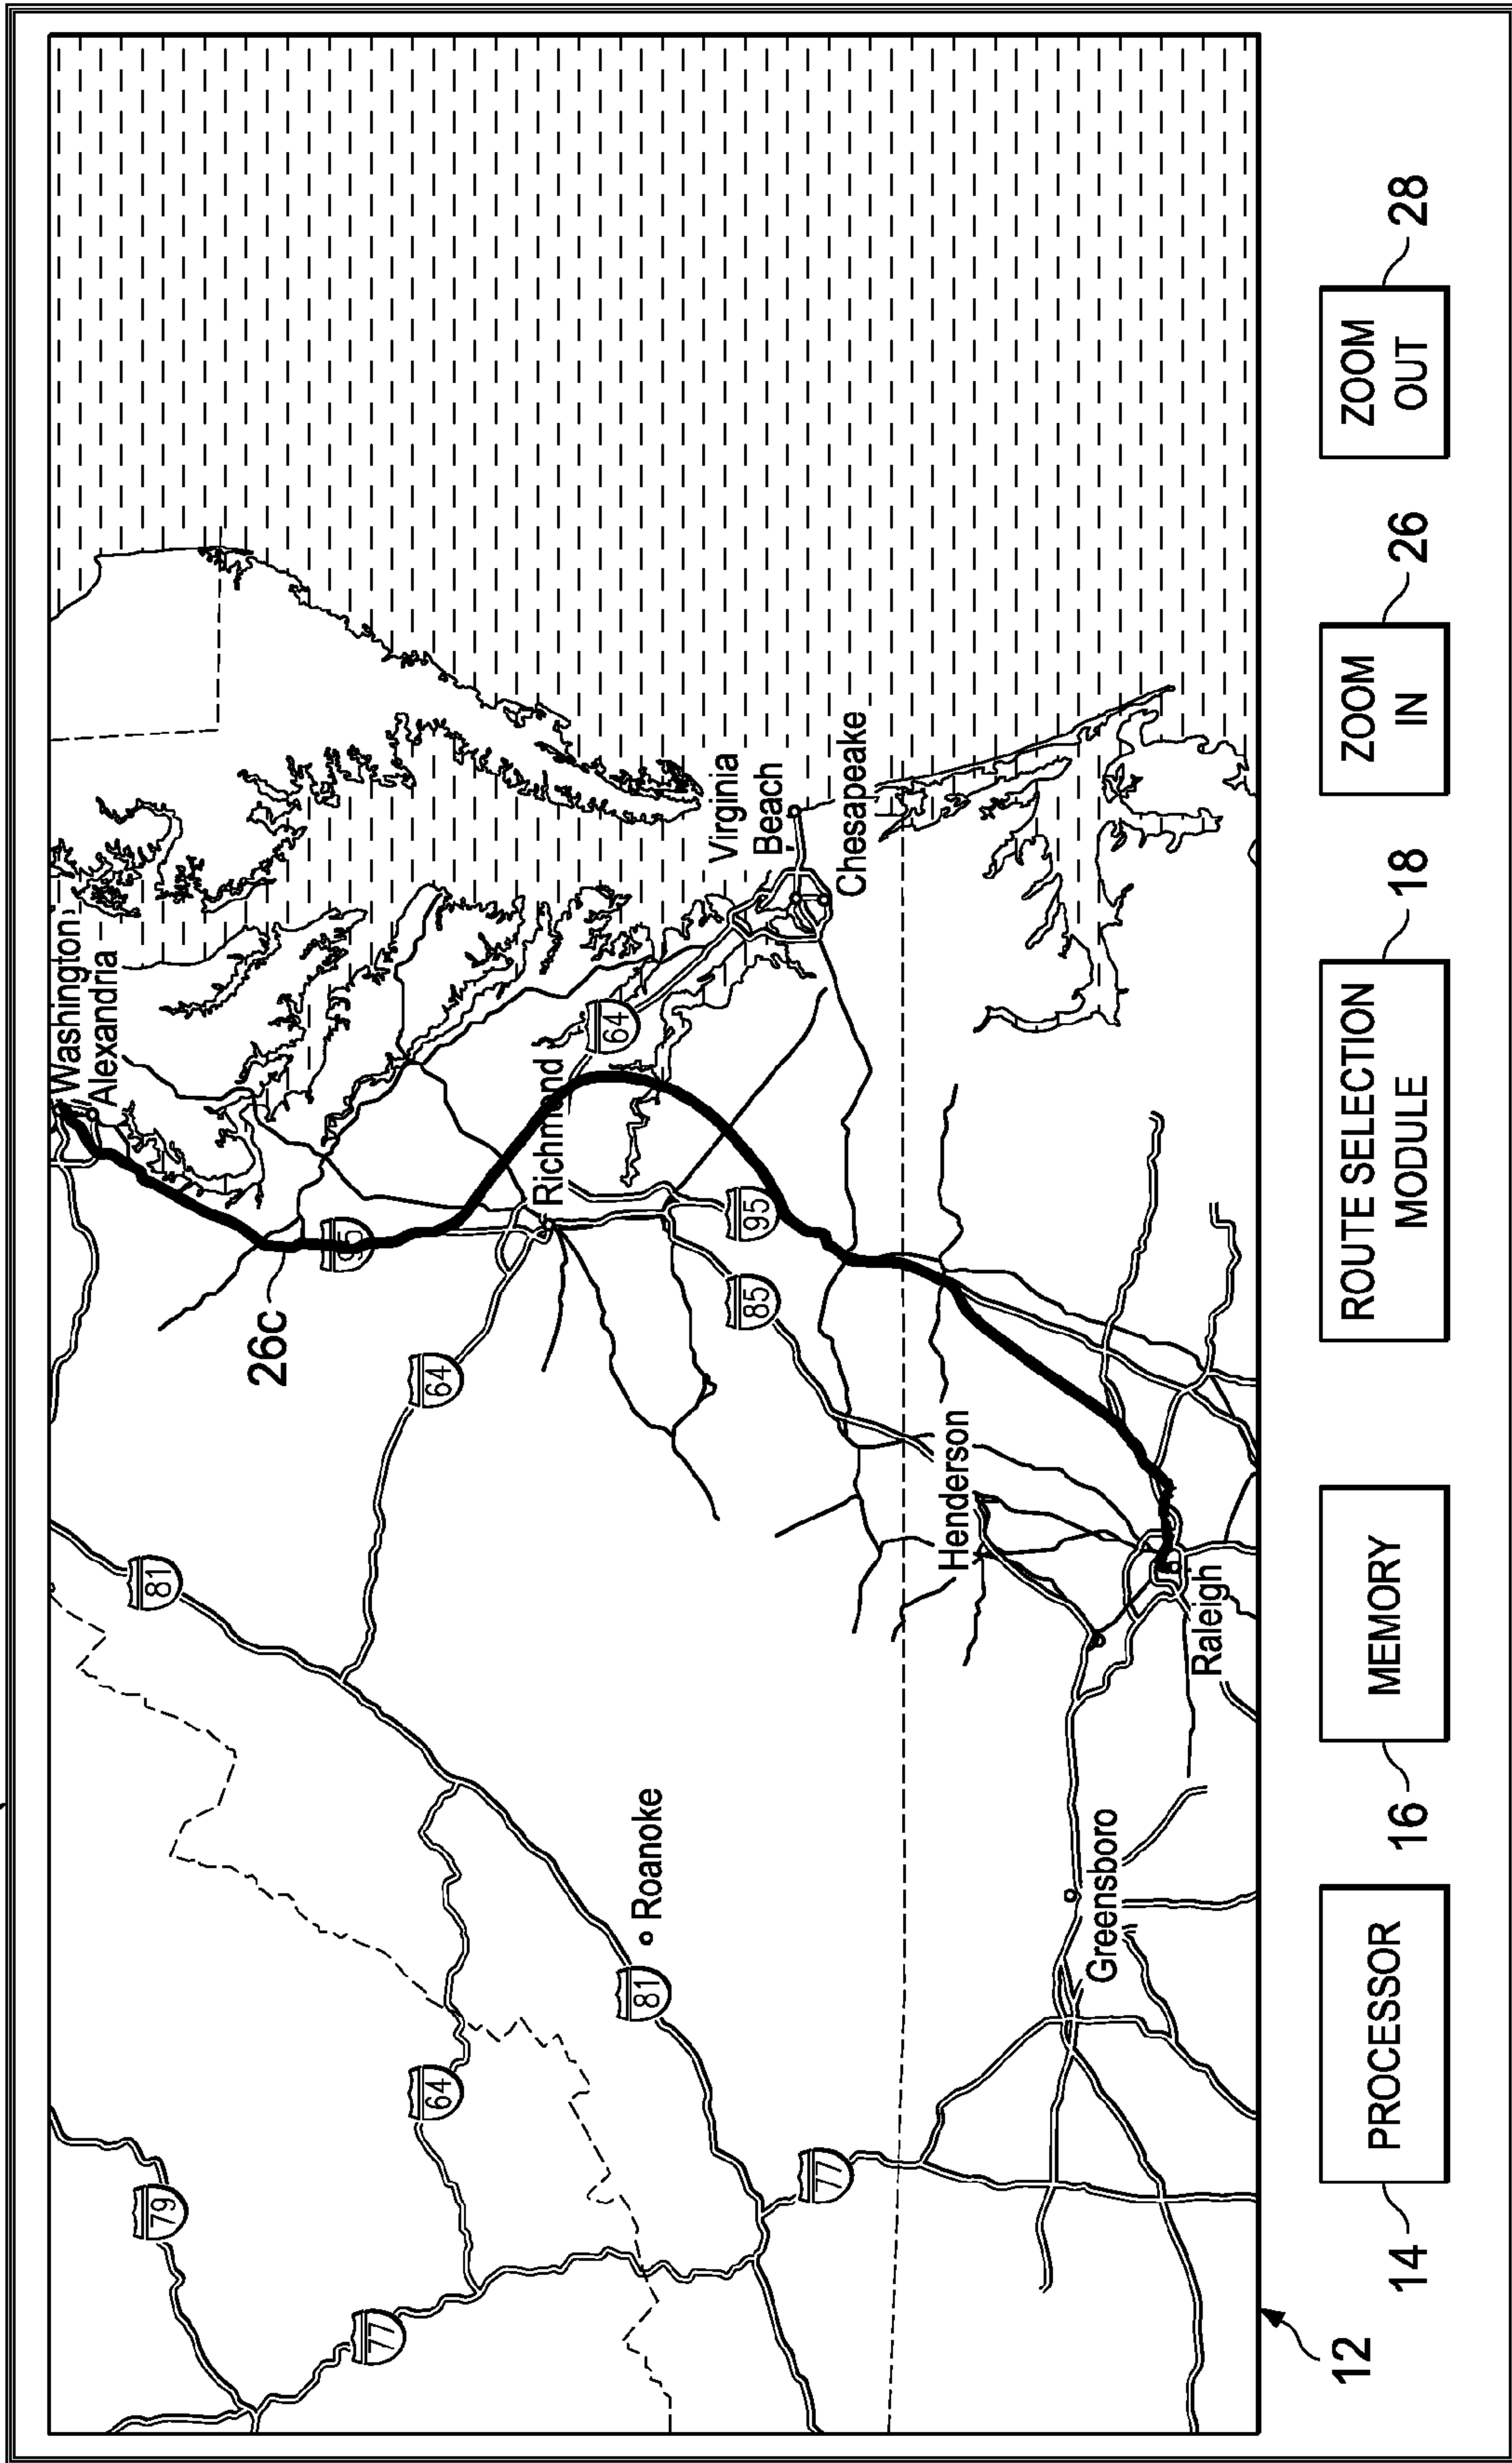 79
77
64
81
64
81
Washington
Alexandria
26c
95
64
Richmond
Roanoke
Virginia
Beach
Chesapeake
77
85
95
Henderson
Greensboro
Raleigh
12
PROCESSOR
MEMORY
ROUTE SELECTION
MODULE
ZOOM
IN
ZOOM
OUT
14
16
18
26
28